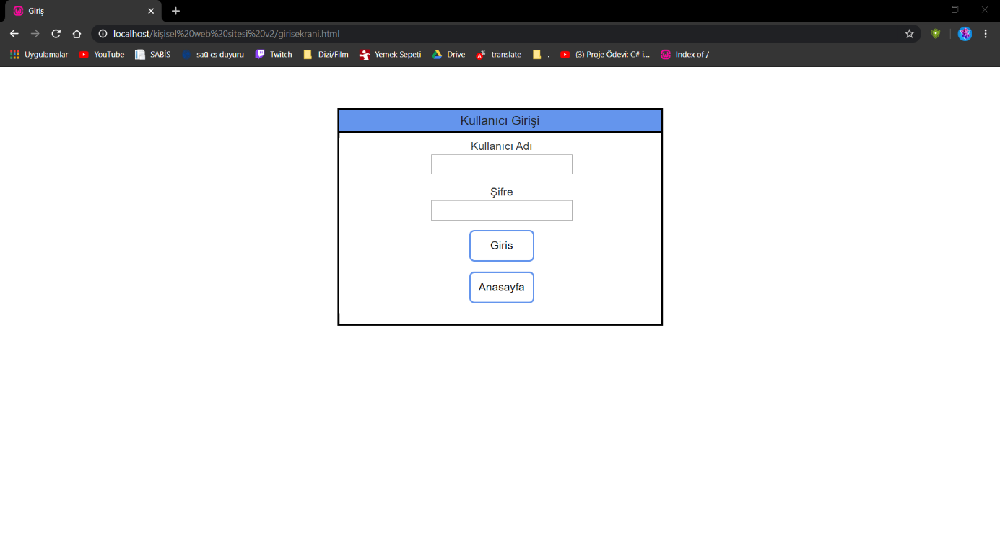 Giriş
localhost/kişisel%20web%20sitesi%20v2/girisekrani.html
Uygulamalar YouTube SABİS saü cs duyuru Twitch Dizi/Film Yemek Sepeti Drive translate . (3) Proje Ödevi: C# i... Index of /
Kullanıcı Girişi
Kullanıcı Adı
Şifre
Giris
Anasayfa